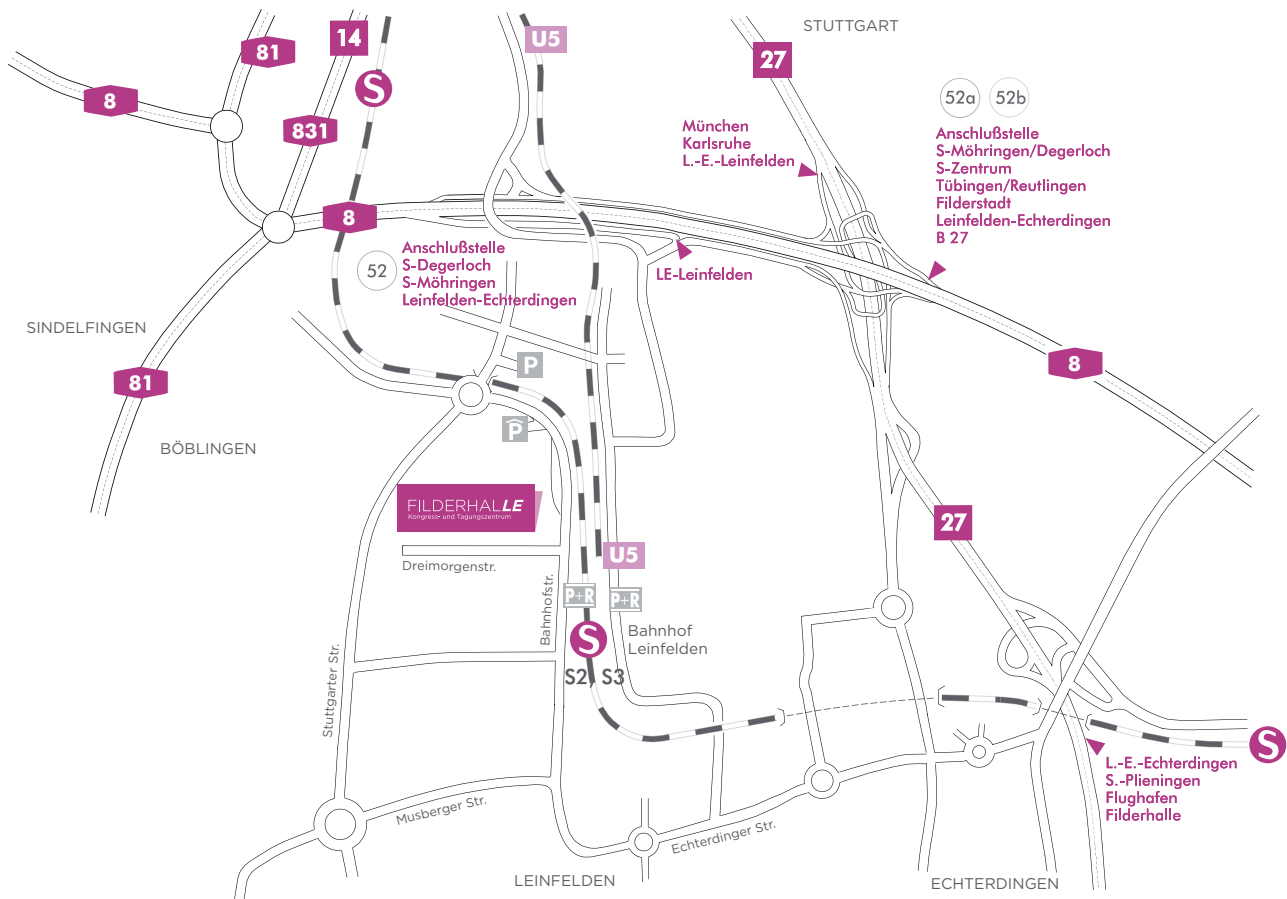 STUTTGART
14
U5
81
27
S
8
52a
52b
831
München
Karlsruhe
L.-E.-Leinfelden
Anschlußstelle
S-Möhringen/Degerloch
S-Zentrum
Tübingen/Reutlingen
Filderstadt
Leinfelden-Echterdingen
B 27
8
52
Anschlußstelle
S-Degerloch
S-Möhringen
Leinfelden-Echterdingen
LE-Leinfelden
SINDELFINGEN
81
P
8
BÖBLINGEN
P
FILDERHALLE
Kongress- und Tagungszentrum
27
U5
Dreimorgenstr.
P+R
P+R
Bahnhofstr.
S
Bahnhof
Leinfelden
S2, S3
Stuttgarter Str.
S
L.-E.-Echterdingen
S.-Plieningen
Flughafen
Filderhalle
Musberger Str.
Echterdinger Str.
LEINFELDEN
ECHTERDINGEN